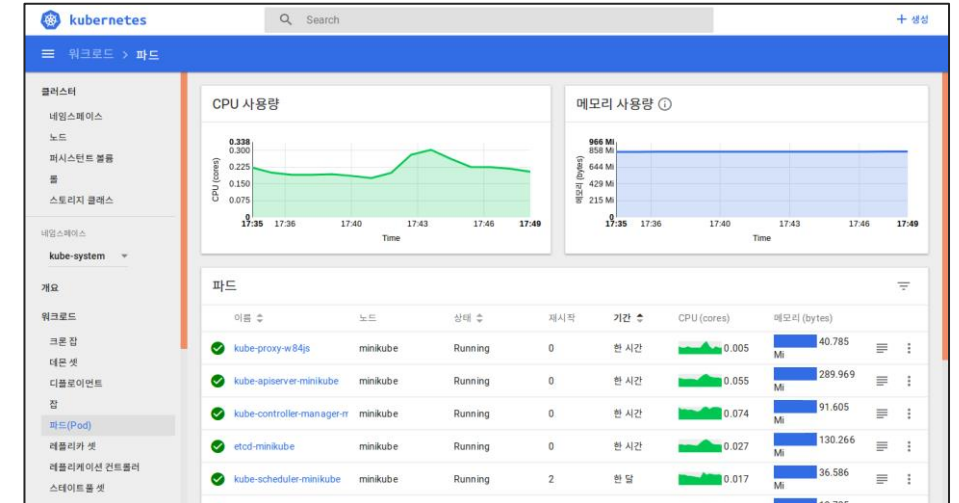 kubernetes
Search
+ 생성
워크로드 > 파드
클러스터
네임스페이스
노드
퍼시스턴트 볼륨
롤
스토리지 클래스
네임스페이스
kube-system
개요
워크로드
크론 잡
데몬 셋
디플로이먼트
잡
파드(Pod)
레플리카 셋
레플리케이션 컨트롤러
스테이트풀 셋
CPU 사용량
CPU (cores)
0.338
0.300
0.225
0.150
0.075
0
17:35 17:36 17:40 17:43 17:46 17:49
Time
메모리 사용량
메모리 (bytes)
966 Mi
858 Mi
644 Mi
429 Mi
215 Mi
0
17:35 17:36 17:40 17:43 17:46 17:49
Time
파드
이름 노드 상태 재시작 기간 CPU (cores) 메모리 (bytes)
kube-proxy-w84js minikube Running 0 한 시간 0.005 40.785 Mi
kube-apiserver-minikube minikube Running 0 한 시간 0.055 289.969 Mi
kube-controller-manager-m minikube Running 0 한 시간 0.074 91.605 Mi
etcd-minikube minikube Running 0 한 시간 0.027 130.266 Mi
kube-scheduler-minikube minikube Running 2 한 달 0.017 36.586 Mi